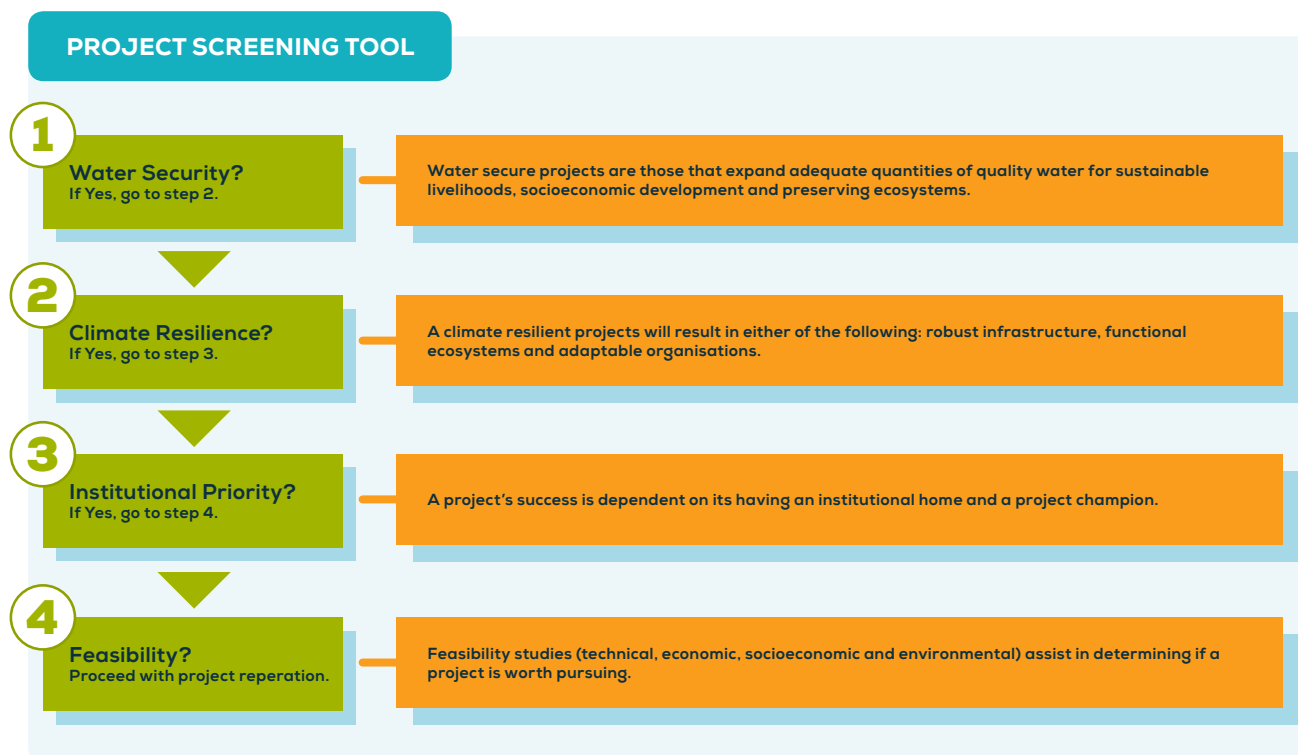 PROJECT SCREENING TOOL
1
Water Security?
If Yes, go to step 2.
Water secure projects are those that expand adequate quantities of quality water for sustainable
livelihoods, socioeconomic development and preserving ecosystems.
2
Climate Resilience?
If Yes, go to step 3.
A climate resilient projects will result in either of the following: robust infrastructure, functional
ecosystems and adaptable organisations.
3
Institutional Priority?
If Yes, go to step 4.
A project's success is dependent on its having an institutional home and a project champion.
4
Feasibility?
Proceed with project reperation.
Feasibility studies (technical, economic, socioeconomic and environmental) assist in determining if a
project is worth pursuing.